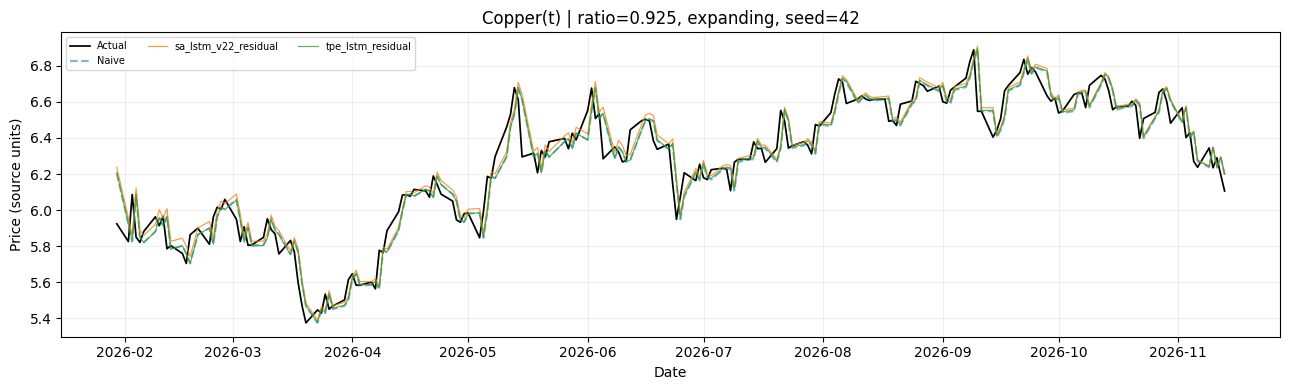 Copper(t) | ratio=0.925, expanding, seed=42
Actual
Naive
sa_lstm_v22_residual
tpe_lstm_residual
Price (source units)
6.8
6.6
6.4
6.2
6.0
5.8
5.6
5.4
2026-02
2026-03
2026-04
2026-05
2026-06
2026-07
2026-08
2026-09
2026-10
2026-11
Date